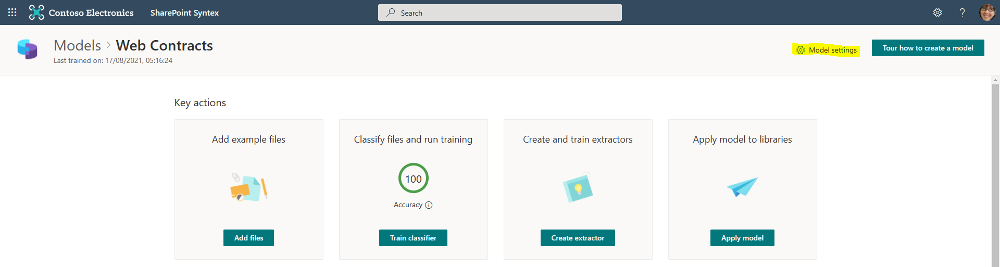 Contoso Electronics
SharePoint Syntex
Search
?
Models > Web Contracts
Last trained on: 17/08/2021, 05:16:24
Model settings
Tour how to create a model
Key actions
Add example files
Classify files and run training
Create and train extractors
Apply model to libraries
100
Accuracy
Add files
Train classifier
Create extractor
Apply model